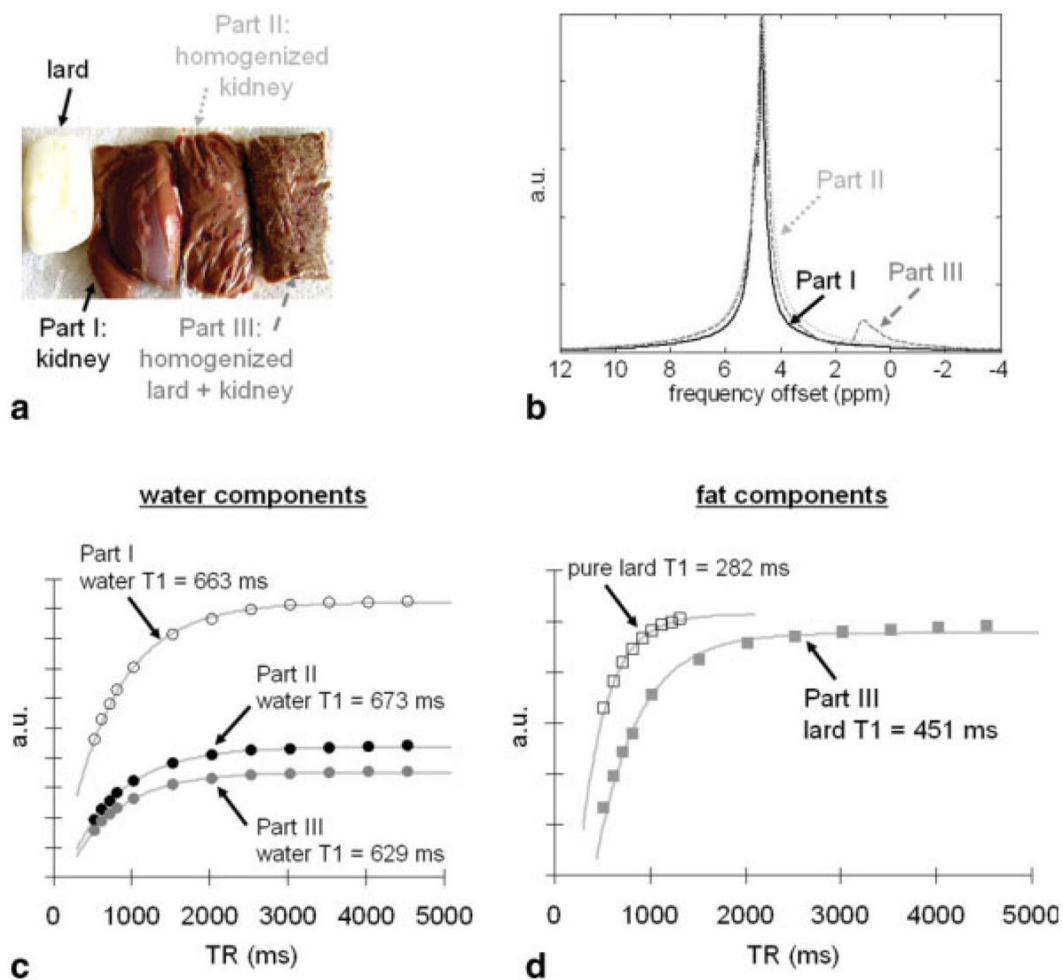 lard
Part II:
homogenized
kidney
Part I:
kidney
Part III:
homogenized
lard + kidney
a
a.u.
Part II
Part I
Part III
12 10 8 6 4 2 0 -2 -4
frequency offset (ppm)
b
water components
Part I
water T1 = 663 ms
Part II
water T1 = 673 ms
Part III
water T1 = 629 ms
a.u.
0 1000 2000 3000 4000 5000
TR (ms)
c
fat components
pure lard T1 = 282 ms
Part III
lard T1 = 451 ms
a.u.
0 1000 2000 3000 4000 5000
TR (ms)
d